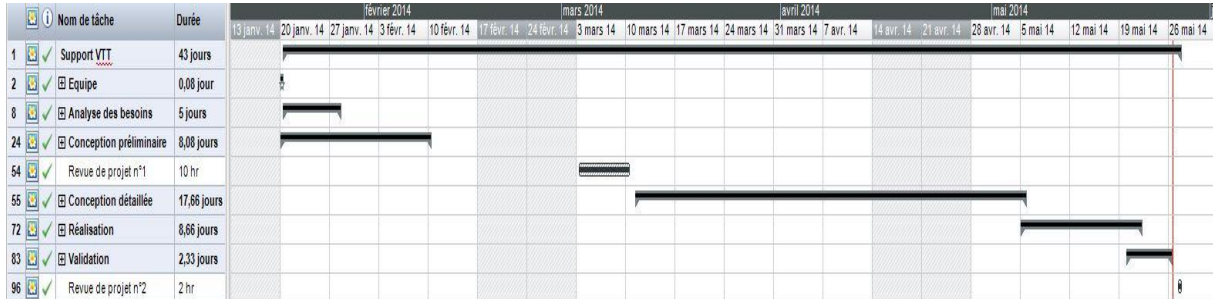 février 2014 mars 2014 avril 2014 mai 2014
Nom de tâche Durée 13 janv. 14 20 janv. 14 27 janv. 14 3 févr. 14 10 févr. 14 17 févr. 14 24 févr. 14 3 mars 14 10 mars 14 17 mars 14 24 mars 14 31 mars 14 7 avr. 14 14 avr. 14 21 avr. 14 28 avr. 14 5 mai 14 12 mai 14 19 mai 14 26 mai 14
1 Support VTT 43 jours
2 Equipe 0,08 jour
8 Analyse des besoins 5 jours
24 Conception préliminaire 8,08 jours
54 Revue de projet n°1 10 hr
55 Conception détaillée 17,66 jours
72 Réalisation 8,66 jours
83 Validation 2,33 jours
96 Revue de projet n°2 2 hr